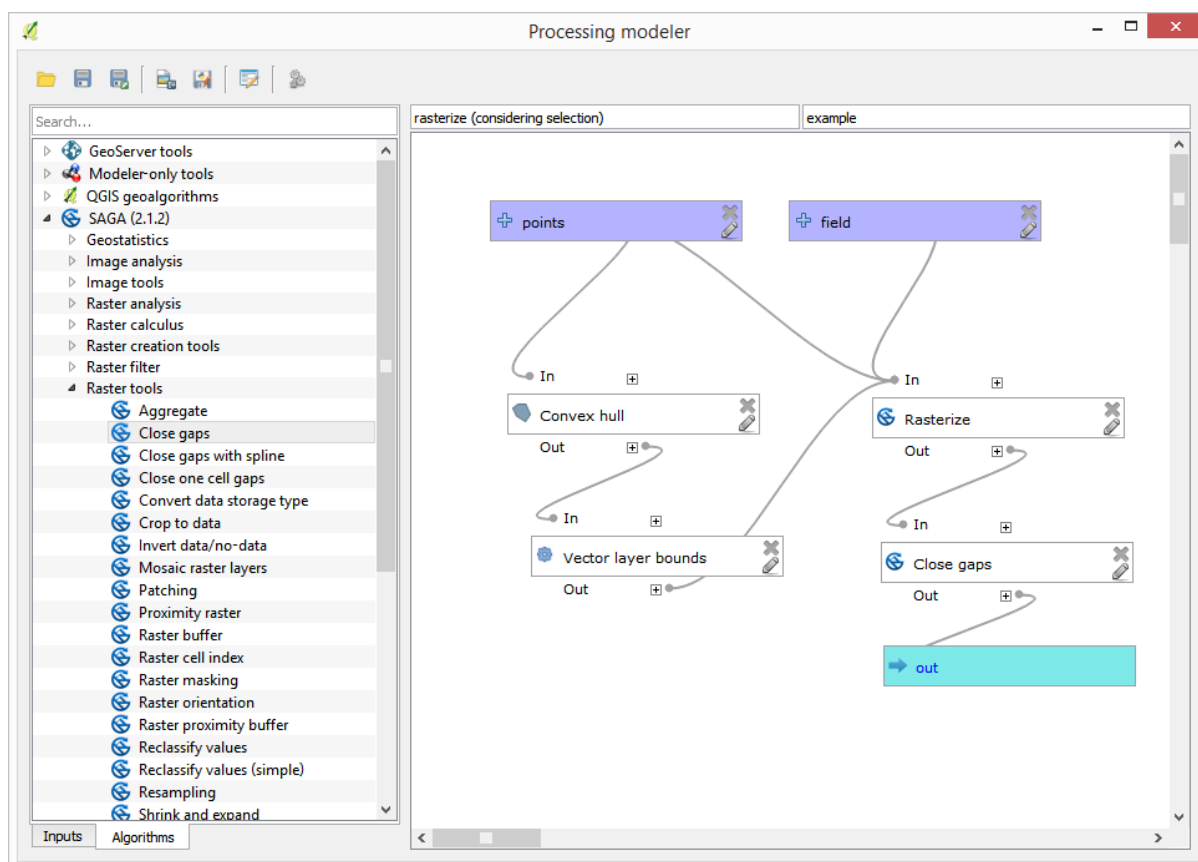 Processing modeler
Search...
GeoServer tools
Modeler-only tools
QGIS geoalgorithms
SAGA (2.1.2)
Geostatistics
Image analysis
Image tools
Raster analysis
Raster calculus
Raster creation tools
Raster filter
Raster tools
Aggregate
Close gaps
Close gaps with spline
Close one cell gaps
Convert data storage type
Crop to data
Invert data/no-data
Mosaic raster layers
Patching
Proximity raster
Raster buffer
Raster cell index
Raster masking
Raster orientation
Raster proximity buffer
Reclassify values
Reclassify values (simple)
Resampling
Shrink and expand
Inputs
Algorithms
rasterize (considering selection)
example
points
field
In
Convex hull
Out
In
Rasterize
Out
In
Vector layer bounds
Out
In
Close gaps
Out
out